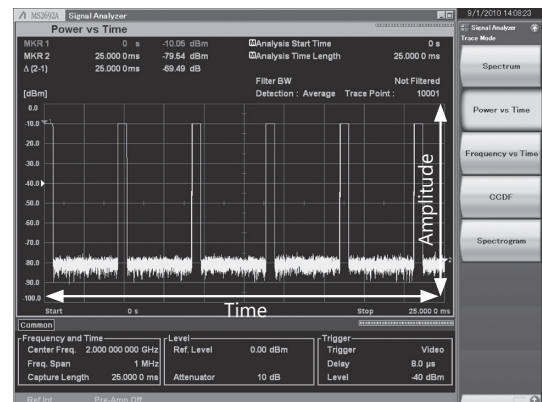 MS2692A Signal Analyzer
9/1/2010 14:08:23
Power vs Time
MKR 1 0 s -10.05 dBm
MKR 2 25.000 0ms -79.54 dBm
Δ (2-1) 25.000 0ms -69.49 dB
MAnalysis Start Time 0 s
MAnalysis Time Length 25.000 0 ms
Filter BW Not Filtered
Detection : Average Trace Point : 10001
[dBm]
0.0
-10.0
-20.0
-30.0
-40.0
-50.0
-60.0
-70.0
-80.0
-90.0
-100.0
1
2
Amplitude
Time
Start 0 s Stop 25.000 0 ms
Common
Frequency and Time
Center Freq. 2.000 000 000 GHz
Freq. Span 1 MHz
Capture Length 25.000 0 ms
Level
Ref. Level 0.00 dBm
Attenuator 10 dB
Trigger
Trigger Video
Delay 8.0 µs
Level -40 dBm
Ref.Int Pre-Amp Off
Signal Analyzer
Trace Mode
Spectrum
Power vs Time
Frequency vs Time
CCDF
Spectrogram